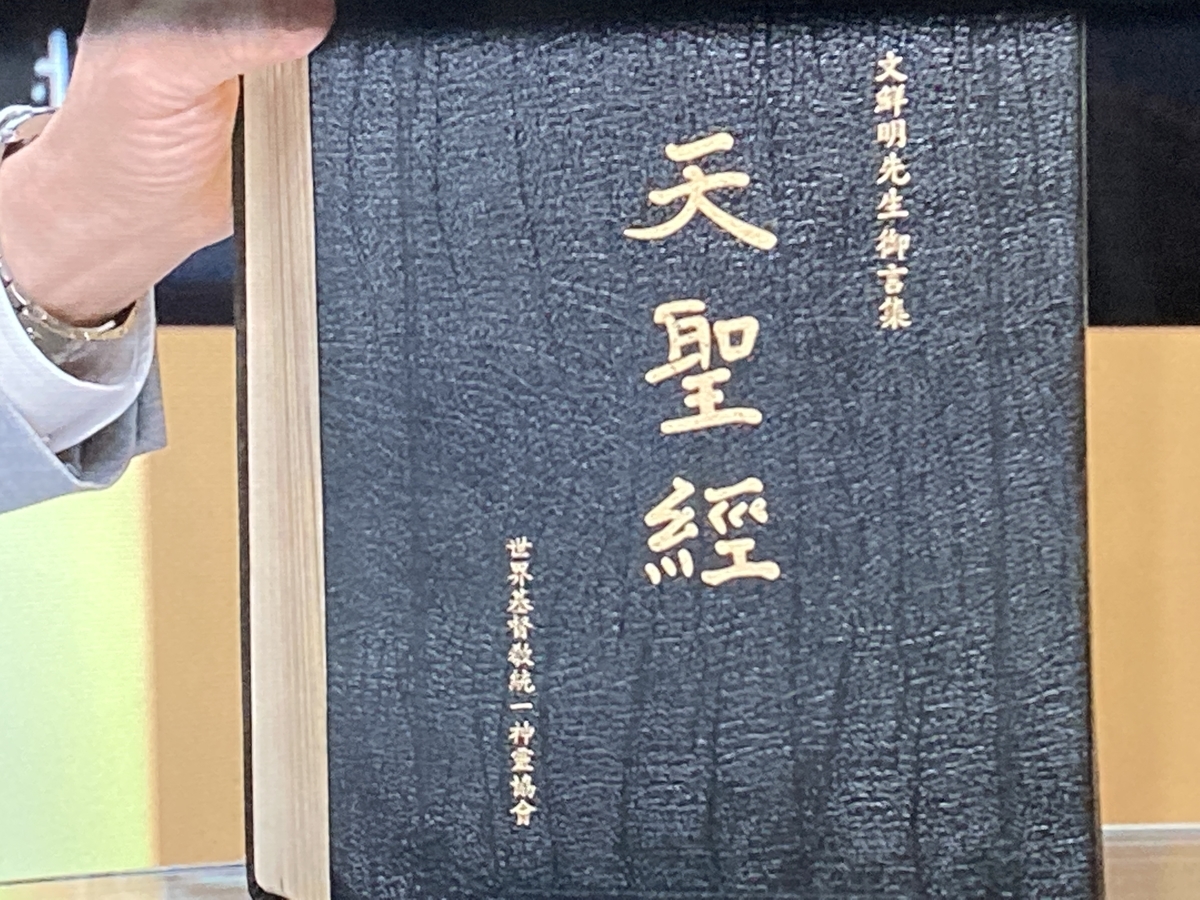 文鮮明先生御言集
天聖經
世界基督教統一神靈協會